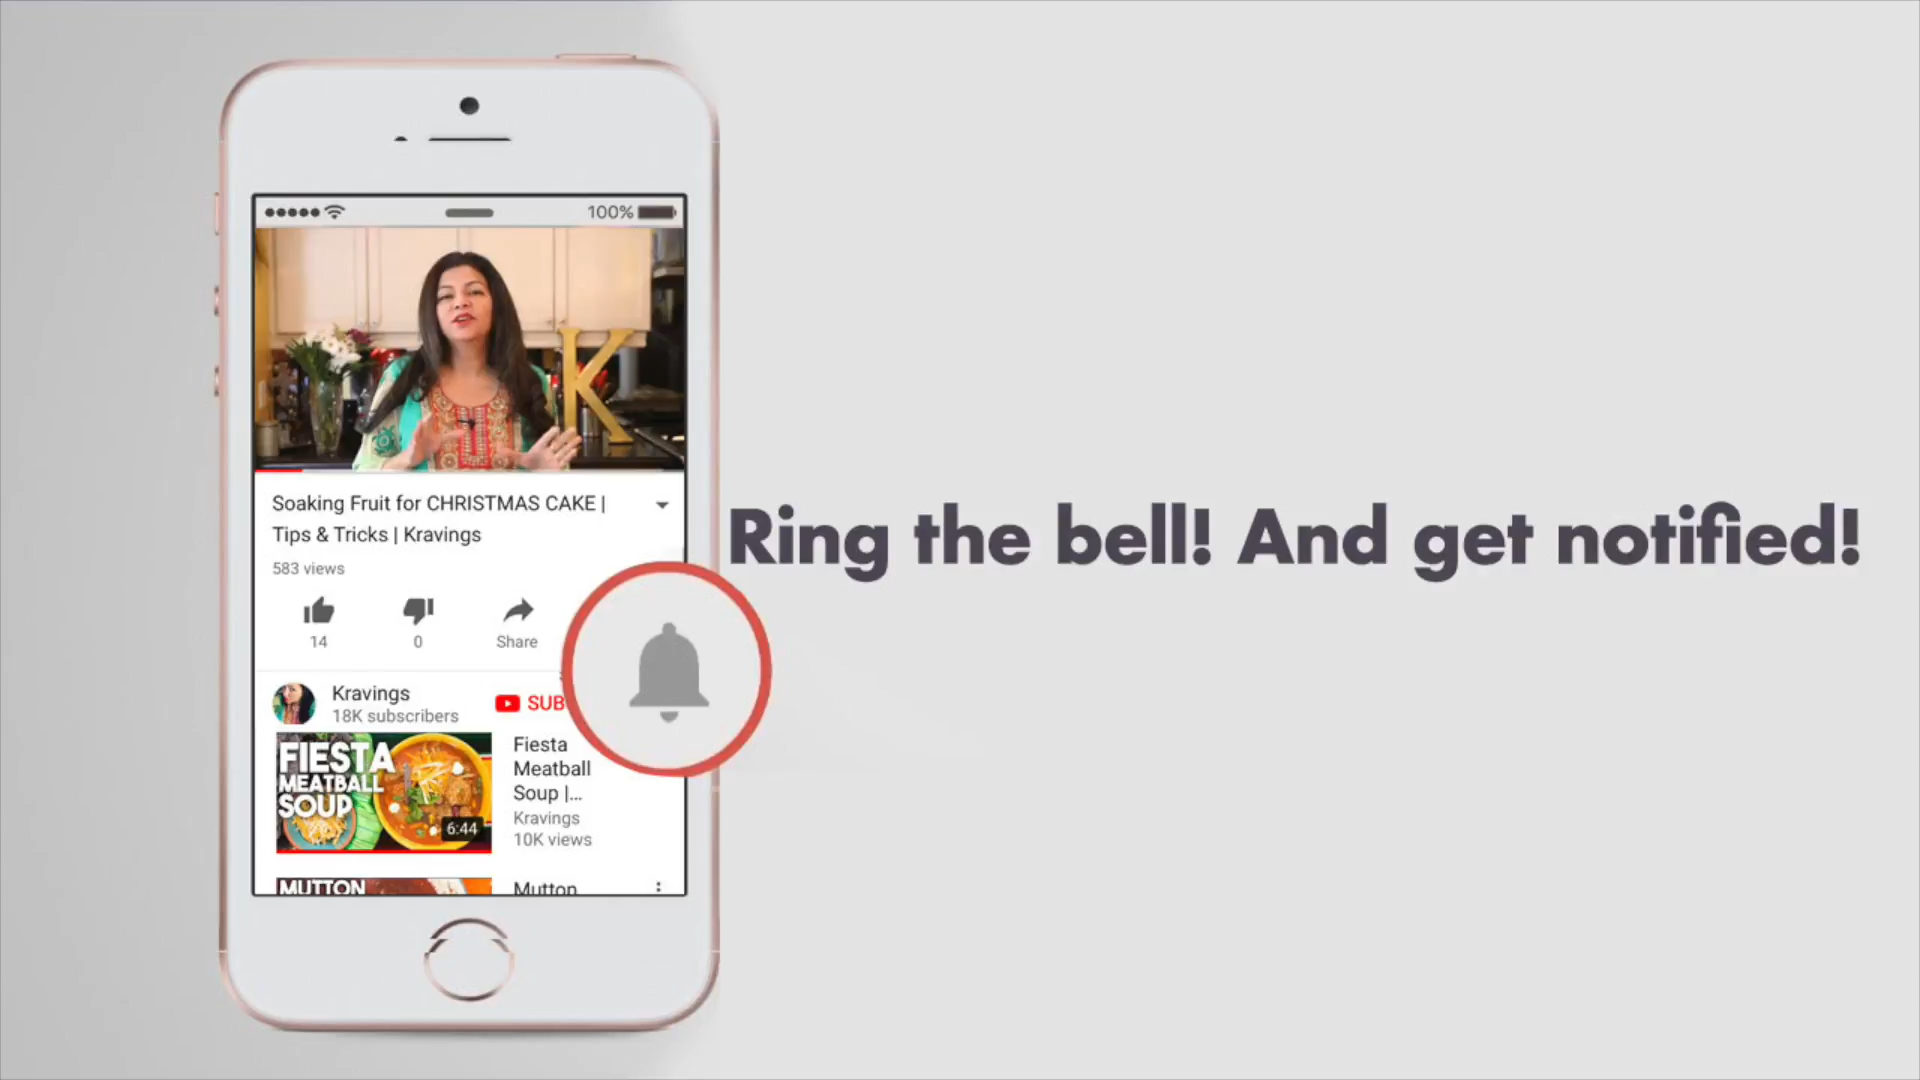 100%
K
Soaking Fruit for CHRISTMAS CAKE |
Tips & Tricks | Kravings
583 views
14
0
Share
Ring the bell! And get notified!
Kravings
18K subscribers
SUB
FIESTA
MEATBALL
SOUP
6:44
Fiesta
Meatball
Soup |...
Kravings
10K views
MUTTON
Mutton